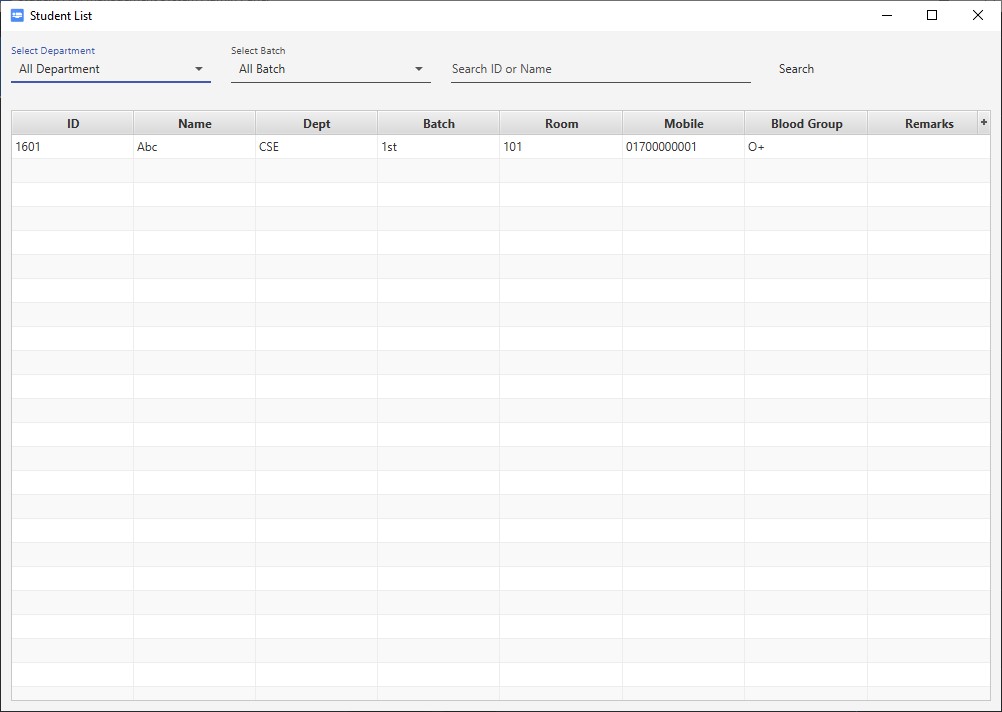 Student List
Select Department
Select Batch
All Department
All Batch
Search ID or Name
Search
ID Name Dept Batch Room Mobile Blood Group Remarks +
1601 Abc CSE 1st 101 01700000001 O+